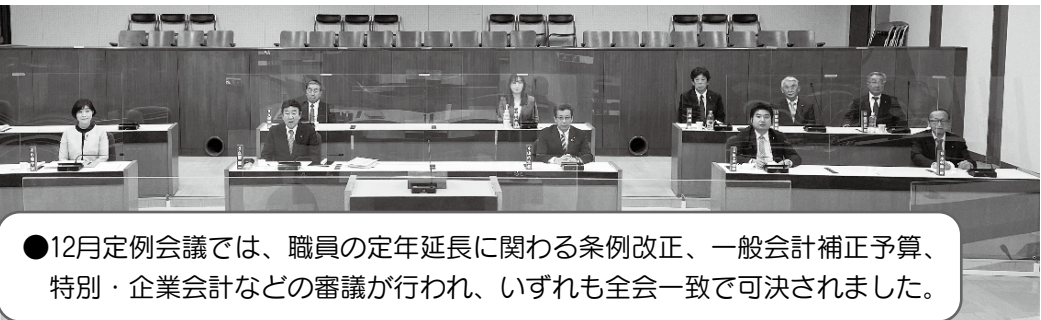 ●12月定例会議では、職員の定年延長に関わる条例改正、一般会計補正予算、
特別・企業会計などの審議が行われ、いずれも全会一致で可決されました。